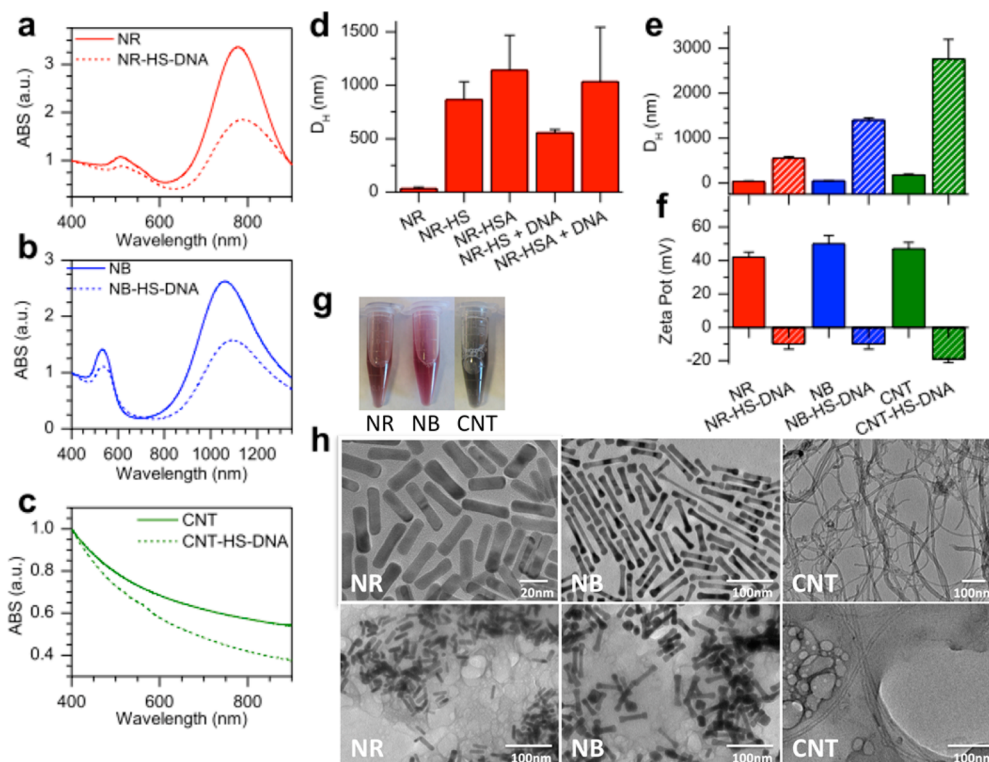 a
NR
NR-HS-DNA
ABS (a.u.)
3
2
1
400
600
800
Wavelength (nm)
b
NB
NB-HS-DNA
ABS (a.u.)
3
2
1
0
400
600
800
1000
1200
Wavelength (nm)
c
CNT
CNT-HS-DNA
ABS (a.u.)
1.0
0.8
0.6
0.4
400
600
800
Wavelength (nm)
d
D_H (nm)
1500
1000
500
0
NR
NR-HS
NR-HSA
NR-HS + DNA
NR-HSA + DNA
e
D_H (nm)
3000
2000
1000
0
f
Zeta Pot (mV)
40
20
0
-20
NR
NR-HS-DNA
NB
NB-HS-DNA
CNT
CNT-HS-DNA
g
NR NB CNT
h
NR
20nm
NB
100nm
CNT
100nm
NR
100nm
NB
100nm
CNT
100nm